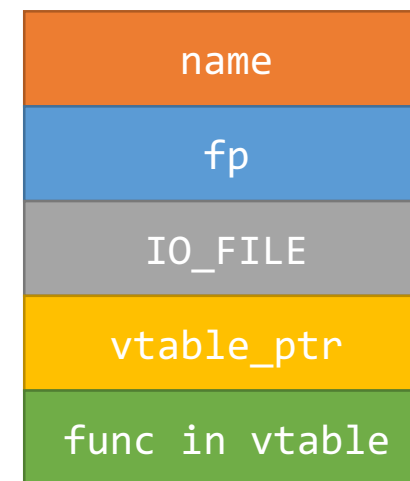 name
fp
IO_FILE
vtable_ptr
func in vtable